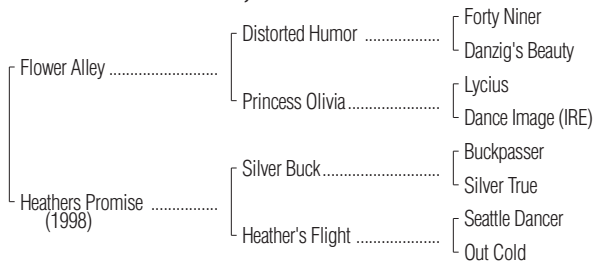 Forty Niner
Distorted Humor ..................
Danzig's Beauty
Flower Alley ..........................
Lycius
Princess Olivia......................
Dance Image (IRE)
Buckpasser
Silver Buck............................
Silver True
Heathers Promise ................
(1998)
Seattle Dancer
Heather's Flight ....................
Out Cold